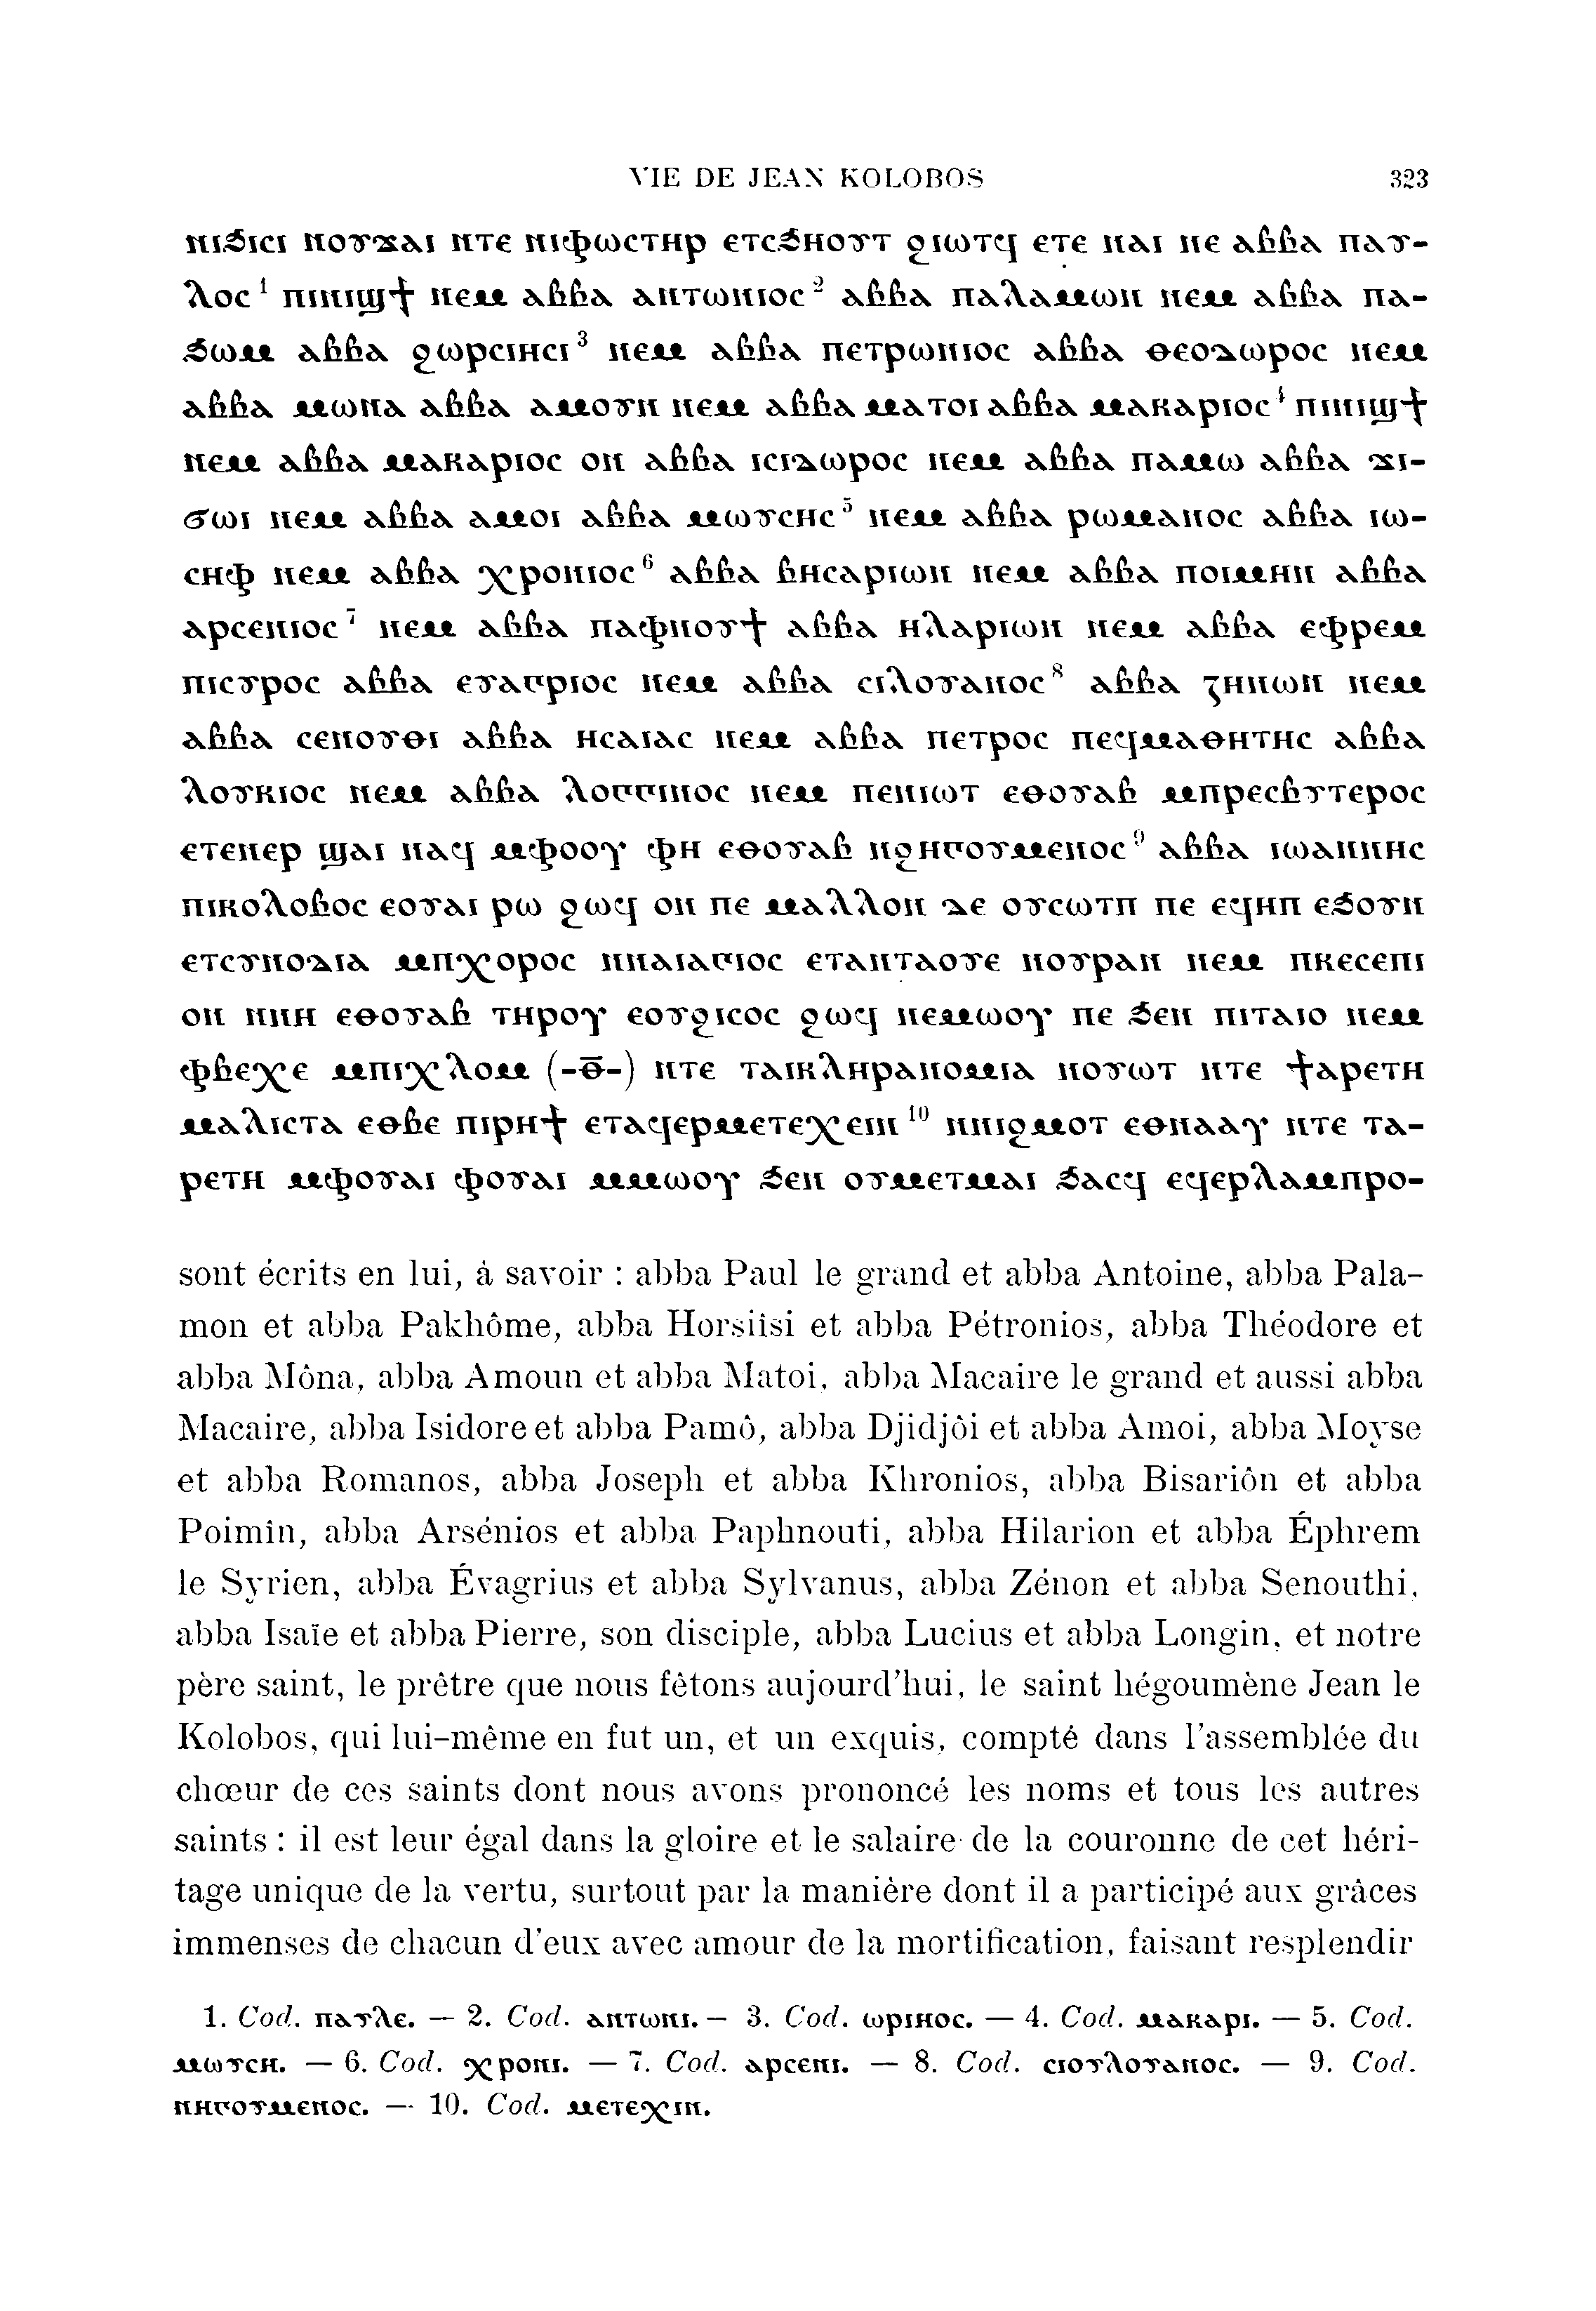 VIE DE JEAN KOLOBOS 323
ⲡⲓϧⲓⲥⲓ ⲛⲟⲩϫⲁⲓ ⲛⲧⲉ ⲛⲓⲫⲱⲥⲧⲏⲣ ⲉⲧⲥϧⲏⲟⲩⲧ ϩⲓⲱⲧϥ ⲉⲧⲉ ⲛⲁⲓ ⲛⲉ ⲁⲃⲃⲁ ⲡⲁⲩ-
ⲗⲟⲥ¹ ⲡⲓⲛⲓϣϯ ⲛⲉⲙ ⲁⲃⲃⲁ ⲁⲛⲧⲱⲛⲓⲟⲥ² ⲁⲃⲃⲁ ⲡⲁⲗⲁⲙⲱⲛ ⲛⲉⲙ ⲁⲃⲃⲁ ⲡⲁ-
ϧⲱⲙ ⲁⲃⲃⲁ ϩⲱⲣⲥⲓⲏⲥⲓ³ ⲛⲉⲙ ⲁⲃⲃⲁ ⲡⲉⲧⲣⲱⲛⲓⲟⲥ ⲁⲃⲃⲁ ⲑⲉⲟⲇⲱⲣⲟⲥ ⲛⲉⲙ
ⲁⲃⲃⲁ ⲙⲱⲛⲁ ⲁⲃⲃⲁ ⲁⲙⲟⲩⲛ ⲛⲉⲙ ⲁⲃⲃⲁ ⲙⲁⲧⲟⲓ ⲁⲃⲃⲁ ⲙⲁⲕⲁⲣⲓⲟⲥ⁴ ⲡⲓⲛⲓϣϯ
ⲛⲉⲙ ⲁⲃⲃⲁ ⲙⲁⲕⲁⲣⲓⲟⲥ ⲟⲛ ⲁⲃⲃⲁ ⲓⲥⲓⲇⲱⲣⲟⲥ ⲛⲉⲙ ⲁⲃⲃⲁ ⲡⲁⲙⲱ ⲁⲃⲃⲁ ϫⲓ-
ϭⲱⲓ ⲛⲉⲙ ⲁⲃⲃⲁ ⲁⲙⲟⲓ ⲁⲃⲃⲁ ⲙⲱⲩⲥⲏⲥ⁵ ⲛⲉⲙ ⲁⲃⲃⲁ ⲣⲱⲙⲁⲛⲟⲥ ⲁⲃⲃⲁ ⲓⲱ-
ⲥⲏⲫ ⲛⲉⲙ ⲁⲃⲃⲁ ⲭⲣⲟⲛⲓⲟⲥ⁶ ⲁⲃⲃⲁ ⲃⲏⲥⲁⲣⲓⲱⲛ ⲛⲉⲙ ⲁⲃⲃⲁ ⲡⲟⲓⲙⲏⲛ ⲁⲃⲃⲁ
ⲁⲣⲥⲉⲛⲓⲟⲥ⁷ ⲛⲉⲙ ⲁⲃⲃⲁ ⲡⲁⲫⲛⲟⲩϯ ⲁⲃⲃⲁ ⲏⲗⲁⲣⲓⲱⲛ ⲛⲉⲙ ⲁⲃⲃⲁ ⲉⲫⲣⲉⲙ
ⲡⲓⲥⲩⲣⲟⲥ ⲁⲃⲃⲁ ⲉⲩⲁⲅⲣⲓⲟⲥ ⲛⲉⲙ ⲁⲃⲃⲁ ⲥⲓⲗⲟⲩⲁⲛⲟⲥ⁸ ⲁⲃⲃⲁ ⲍⲏⲛⲱⲛ ⲛⲉⲙ
ⲁⲃⲃⲁ ⲥⲉⲛⲟⲩⲑⲓ ⲁⲃⲃⲁ ⲏⲥⲁⲓⲁⲥ ⲛⲉⲙ ⲁⲃⲃⲁ ⲡⲉⲧⲣⲟⲥ ⲡⲉϥⲙⲁⲑⲏⲧⲏⲥ ⲁⲃⲃⲁ
ⲗⲟⲩⲕⲓⲟⲥ ⲛⲉⲙ ⲁⲃⲃⲁ ⲗⲟⲅⲅⲓⲛⲟⲥ ⲛⲉⲙ ⲡⲉⲛⲓⲱⲧ ⲉⲑⲟⲩⲁⲃ ⲙⲡⲣⲉⲥⲃⲩⲧⲉⲣⲟⲥ
ⲉⲧⲉⲛⲉⲣ ϣⲁⲓ ⲛⲁϥ ⲙⲫⲟⲟⲩ ⲫⲏ ⲉⲑⲟⲩⲁⲃ ⲛϩⲏⲅⲟⲩⲙⲉⲛⲟⲥ⁹ ⲁⲃⲃⲁ ⲓⲱⲁⲛⲛⲏⲥ
ⲡⲓⲕⲟⲗⲟⲃⲟⲥ ⲉⲟⲩⲁⲓ ⲣⲱ ϩⲱϥ ⲟⲛ ⲡⲉ ⲙⲁⲗⲗⲟⲛ ⲇⲉ ⲟⲩⲥⲱⲧⲡ ⲡⲉ ⲉϥⲏⲡ ⲉϧⲟⲩⲛ
ⲉⲧⲥⲩⲛⲟⲇⲓⲁ ⲙⲡⲭⲟⲣⲟⲥ ⲛⲛⲁⲓⲁⲅⲓⲟⲥ ⲉⲧⲁⲛⲧⲁⲟⲩⲉ ⲛⲟⲩⲣⲁⲛ ⲛⲉⲙ ⲡⲕⲉⲥⲉⲡⲓ
ⲟⲛ ⲛⲛⲏ ⲉⲑⲟⲩⲁⲃ ⲧⲏⲣⲟⲩ ⲉⲟⲩϩⲓⲥⲟⲥ ϩⲱϥ ⲛⲉⲙⲱⲟⲩ ⲡⲉ ϧⲉⲛ ⲡⲓⲧⲁⲓⲟ ⲛⲉⲙ
ⲫⲃⲉⲭⲉ ⲙⲡⲓⲭⲗⲟⲙ (-ⲑ̅-) ⲛⲧⲉ ⲧⲁⲓⲕⲗⲏⲣⲁⲛⲟⲙⲓⲁ ⲛⲟⲩⲱⲧ ⲛⲧⲉ ϯⲁⲣⲉⲧⲏ
ⲙⲁⲗⲓⲥⲧⲁ ⲉⲑⲃⲉ ⲡⲓⲣⲏϯ ⲉⲧⲁϥⲉⲣⲙⲉⲧⲉⲭⲉⲓⲛ¹⁰ ⲛⲛⲓϩⲙⲟⲧ ⲉⲑⲛⲁⲁⲩ ⲛⲧⲉ ⲧⲁ-
ⲣⲉⲧⲏ ⲙⲫⲟⲩⲁⲓ ⲫⲟⲩⲁⲓ ⲙⲙⲱⲟⲩ ϧⲉⲛ ⲟⲩⲙⲉⲧⲙⲁⲓ ϧⲁⲥϥ ⲉϥⲉⲣⲗⲁⲙⲡⲣⲟ-
sont écrits en lui, à savoir : abba Paul le grand et abba Antoine, abba Pala-
mon et abba Pakhôme, abba Horsiisi et abba Pétronios, abba Théodore et
abba Môna, abba Amoun et abba Matoi, abba Macaire le grand et aussi abba
Macaire, abba Isidore et abba Pamô, abba Djidjôi et abba Amoi, abba Moyse
et abba Romanos, abba Joseph et abba Khronios, abba Bisariôn et abba
Poimîn, abba Arsénios et abba Paphnouti, abba Hilarion et abba Éphrem
le Syrien, abba Évagrius et abba Sylvanus, abba Zénon et abba Senouthi,
abba Isaïe et abba Pierre, son disciple, abba Lucius et abba Longin, et notre
père saint, le prêtre que nous fêtons aujourd'hui, le saint hégoumène Jean le
Kolobos, qui lui-même en fut un, et un exquis, compté dans l'assemblée du
chœur de ces saints dont nous avons prononcé les noms et tous les autres
saints : il est leur égal dans la gloire et le salaire de la couronne de cet héri-
tage unique de la vertu, surtout par la manière dont il a participé aux grâces
immenses de chacun d'eux avec amour de la mortification, faisant resplendir
1. Cod. ⲡⲁⲩⲗⲉ. — 2. Cod. ⲁⲛⲧⲱⲛⲓ. — 3. Cod. ⲱⲣⲓⲏⲟⲥ. — 4. Cod. ⲙⲁⲕⲁⲣⲓ. — 5. Cod.
ⲙⲱⲩⲥⲏ. — 6. Cod. ⲭⲣⲟⲛⲓ. — 7. Cod. ⲁⲣⲥⲉⲛⲓ. — 8. Cod. ⲥⲓⲟⲩⲗⲟⲩⲁⲛⲟⲥ. — 9. Cod.
ⲛⲏⲅⲟⲩⲙⲉⲛⲟⲥ. — 10. Cod. ⲙⲉⲧⲉⲭⲓⲛ.